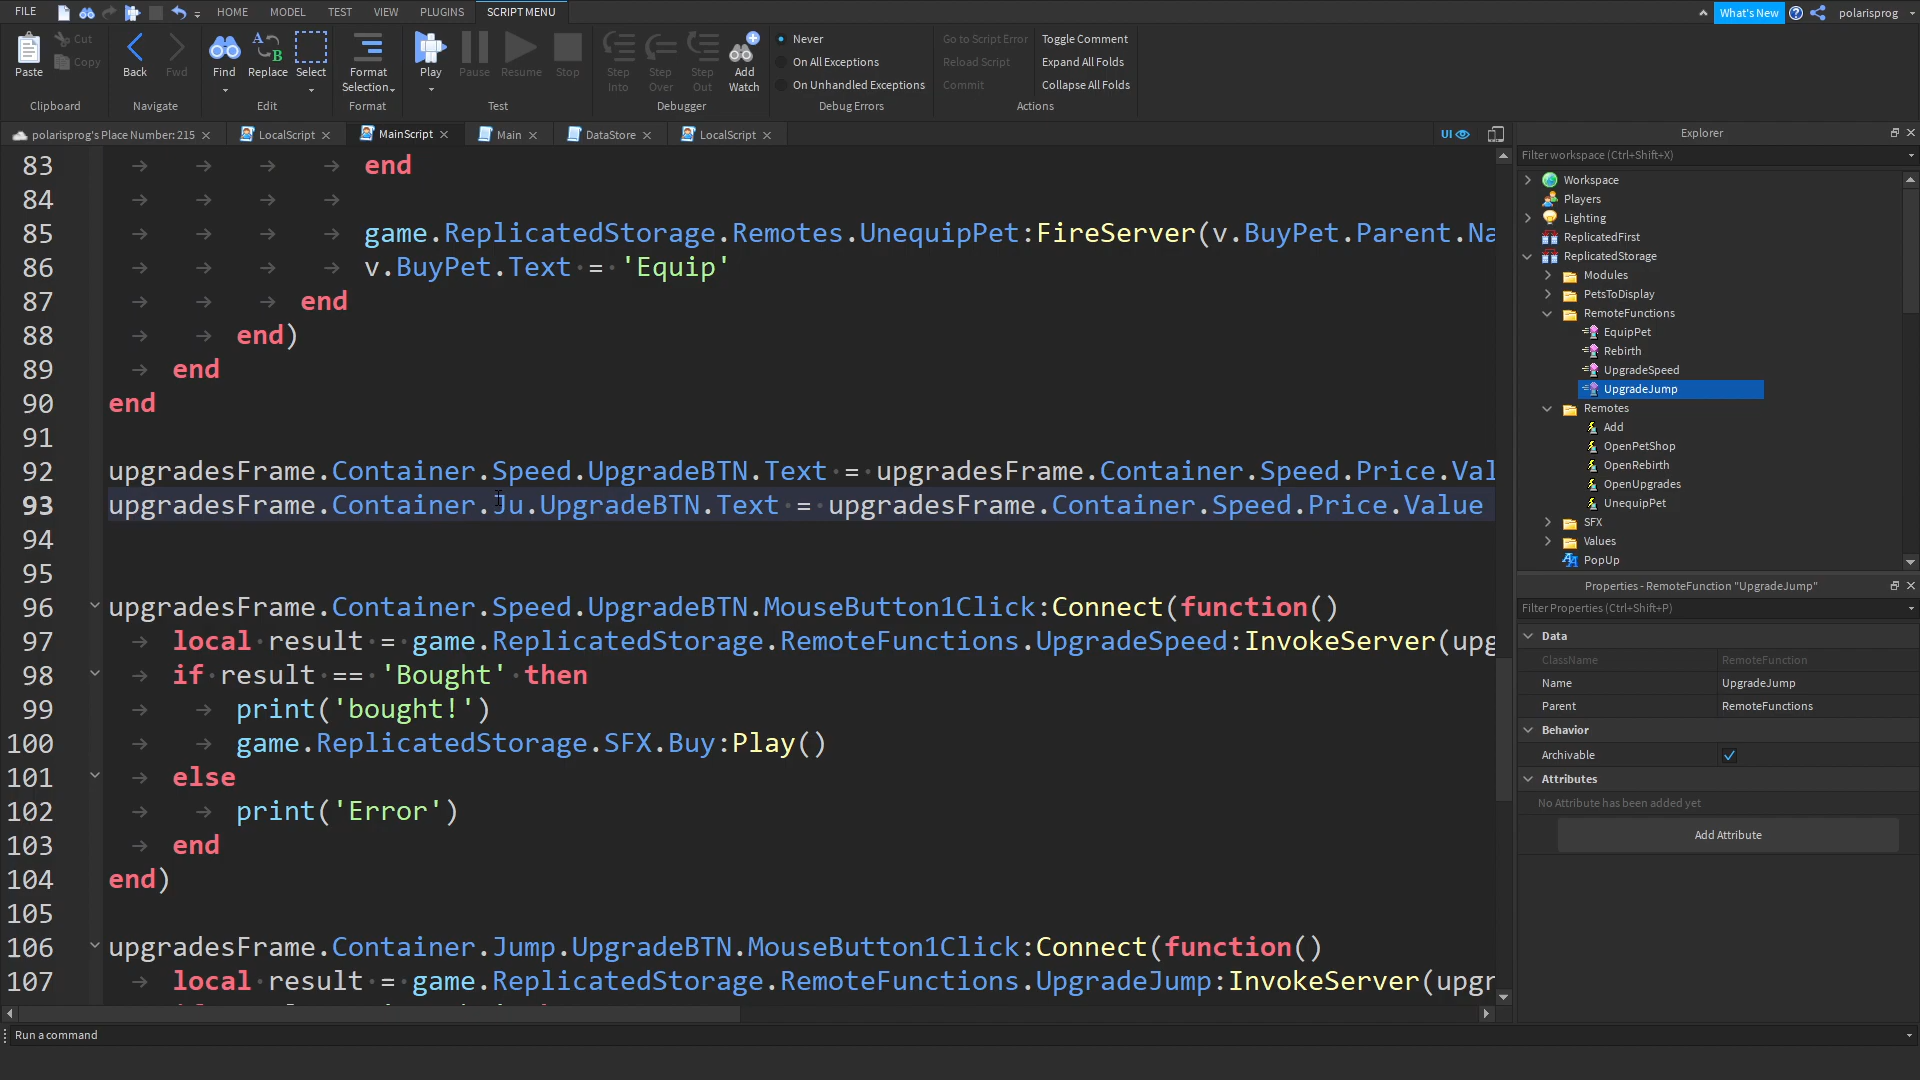 FILE HOME MODEL TEST VIEW PLUGINS SCRIPT MENU What's New polarisprog
Paste Cut Copy Back Fwd Find Replace Select Format Selection Play Pause Resume Stop Step Into Step Over Step Out Add Watch
Never
On All Exceptions
On Unhandled Exceptions
Go to Script Error
Reload Script
Commit
Toggle Comment
Expand All Folds
Collapse All Folds
Clipboard Navigate Edit Format Test Debugger Debug Errors Actions
polarisprog's Place Number: 215 LocalScript MainScript Main DataStore LocalScript UI
83 end
84
85 game.ReplicatedStorage.Remotes.UnequipPet:FireServer(v.BuyPet.Parent.Na
86 v.BuyPet.Text = 'Equip'
87 end
88 end)
89 end
90 end
91
92 upgradesFrame.Container.Speed.UpgradeBTN.Text = upgradesFrame.Container.Speed.Price.Val
93 upgradesFrame.Container.Ju.UpgradeBTN.Text = upgradesFrame.Container.Speed.Price.Value
94
95
96 upgradesFrame.Container.Speed.UpgradeBTN.MouseButton1Click:Connect(function()
97 local result = game.ReplicatedStorage.RemoteFunctions.UpgradeSpeed:InvokeServer(upg
98 if result == 'Bought' then
99 print('bought!')
100 game.ReplicatedStorage.SFX.Buy:Play()
101 else
102 print('Error')
103 end
104 end)
105
106 upgradesFrame.Container.Jump.UpgradeBTN.MouseButton1Click:Connect(function()
107 local result = game.ReplicatedStorage.RemoteFunctions.UpgradeJump:InvokeServer(upgr
Run a command
Explorer
Filter workspace (Ctrl+Shift+X)
Workspace
Players
Lighting
ReplicatedFirst
ReplicatedStorage
Modules
PetsToDisplay
RemoteFunctions
EquipPet
Rebirth
UpgradeSpeed
UpgradeJump
Remotes
Add
OpenPetShop
OpenRebirth
OpenUpgrades
UnequipPet
SFX
Values
PopUp
Properties - RemoteFunction "UpgradeJump"
Filter Properties (Ctrl+Shift+P)
Data
ClassName RemoteFunction
Name UpgradeJump
Parent RemoteFunctions
Behavior
Archivable
Attributes
No Attribute has been added yet
Add Attribute